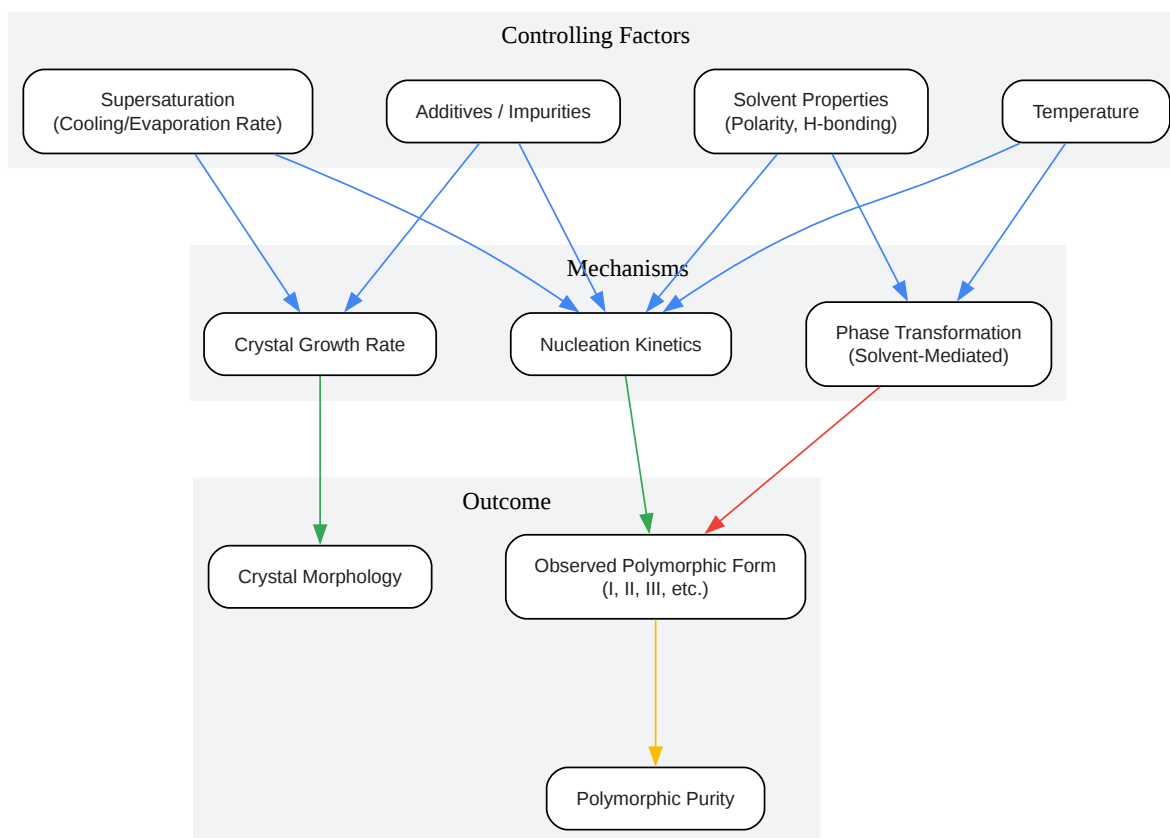 Controlling Factors
Supersaturation
(Cooling/Evaporation Rate)
Additives / Impurities
Solvent Properties
(Polarity, H-bonding)
Temperature
Mechanisms
Crystal Growth Rate
Nucleation Kinetics
Phase Transformation
(Solvent-Mediated)
Outcome
Crystal Morphology
Observed Polymorphic Form
(I, II, III, etc.)
Polymorphic Purity